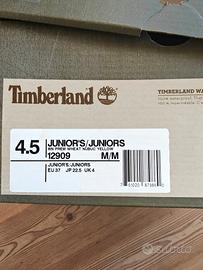 Timberland
TIMBERLAND WA
4.5
JUNIOR'S/JUNIORS
WN PREM WHEAT NUBUC YELLOW
12909
M/M
JUNIOR'S/JUNIORS
EU 37 JP 22.5 UK 4
subito